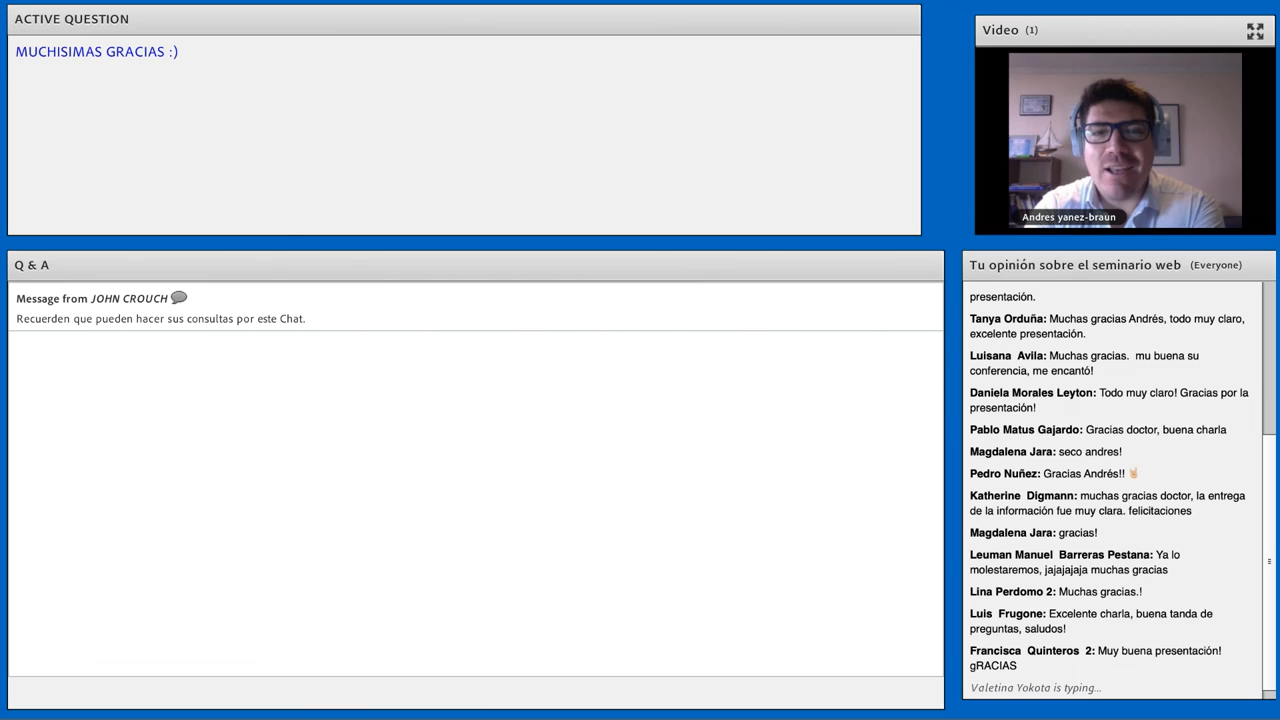 ACTIVE QUESTION
MUCHISIMAS GRACIAS :)
Video (1)
Andres yanez-braun
Q & A
Message from JOHN CROUCH
Recuerden que pueden hacer sus consultas por este Chat.
Tu opinión sobre el seminario web (Everyone)
presentación.
Tanya Orduña: Muchas gracias Andrés, todo muy claro,
excelente presentación.
Luisana Avila: Muchas gracias. mu buena su
conferencia, me encantó!
Daniela Morales Leyton: Todo muy claro! Gracias por la
presentación!
Pablo Matus Gajardo: Gracias doctor, buena charla
Magdalena Jara: seco andres!
Pedro Nuñez: Gracias Andrés!! 🤘🏼
Katherine Digmann: muchas gracias doctor, la entrega
de la información fue muy clara. felicitaciones
Magdalena Jara: gracias!
Leuman Manuel Barreras Pestana: Ya lo
molestaremos, jajajajaja muchas gracias
Lina Perdomo 2: Muchas gracias.!
Luis Frugone: Excelente charla, buena tanda de
preguntas, saludos!
Francisca Quinteros 2: Muy buena presentación!
gRACIAS
Valetina Yokota is typing...